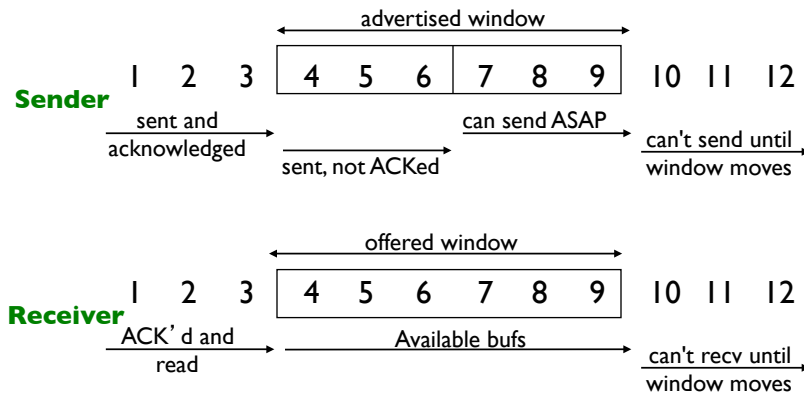 advertised window
1 2 3 4 5 6 7 8 9 10 11 12
Sender
sent and
acknowledged
sent, not ACKed
can send ASAP
can't send until
window moves
offered window
1 2 3 4 5 6 7 8 9 10 11 12
Receiver
ACK’d and
read
Available bufs
can't recv until
window moves